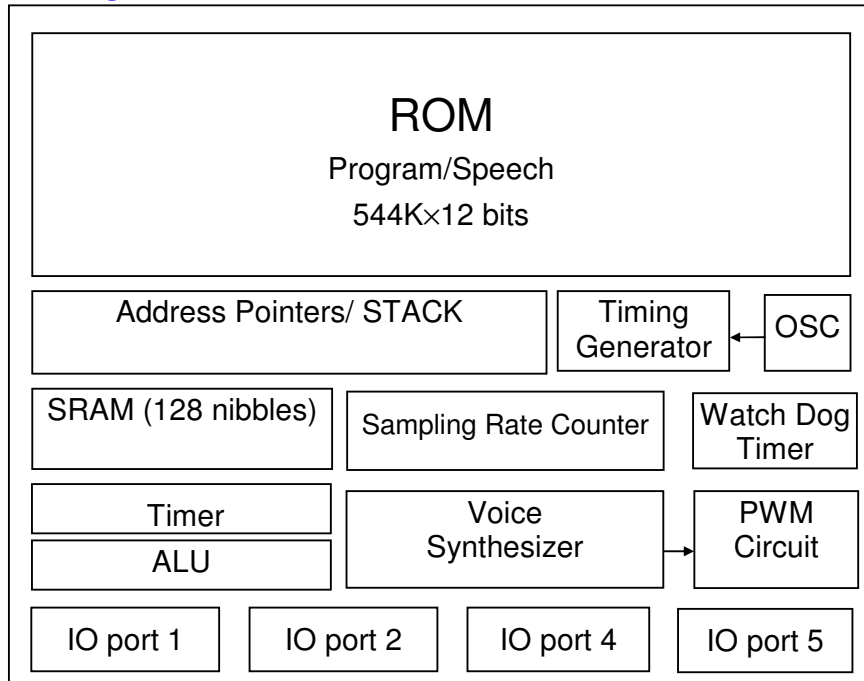 ROM
Program/Speech
544K×12 bits
Address Pointers/ STACK
Timing
Generator
OSC
SRAM (128 nibbles)
Sampling Rate Counter
Watch Dog
Timer
Timer
ALU
Voice
Synthesizer
PWM
Circuit
IO port 1
IO port 2
IO port 4
IO port 5